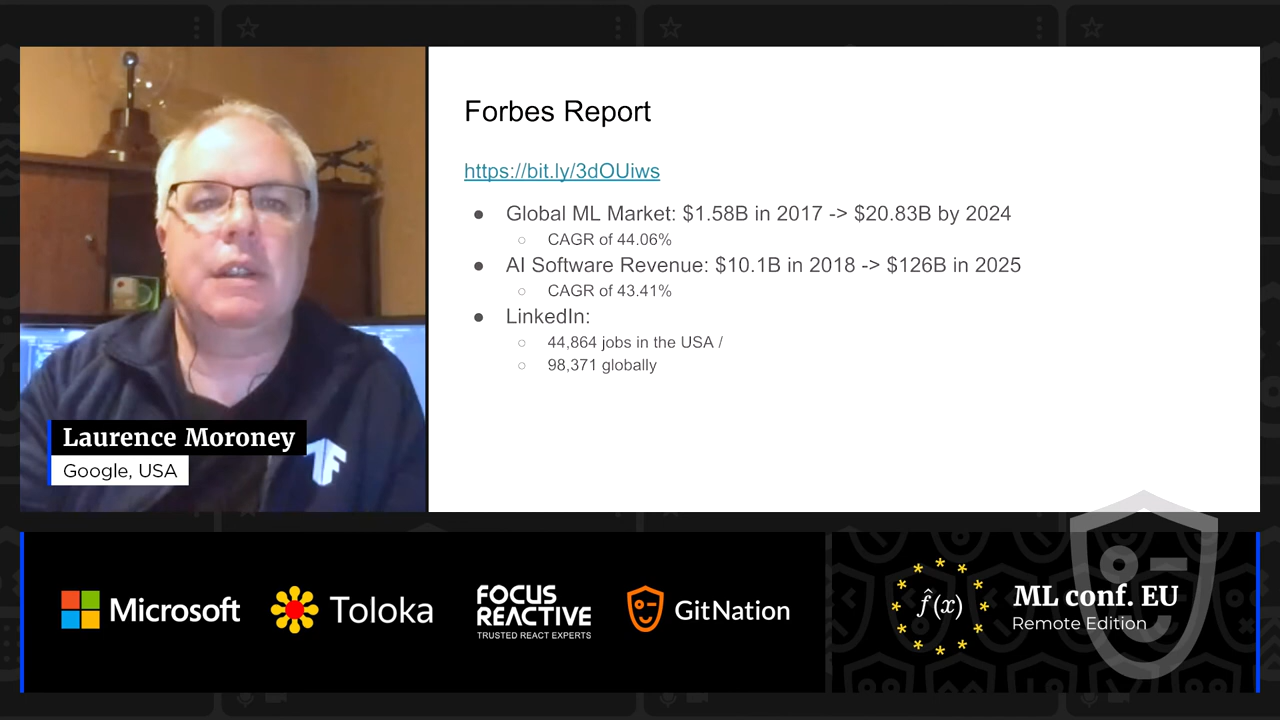 Forbes Report
https://bit.ly/3dOUiws
Global ML Market: $1.58B in 2017 -> $20.83B by 2024
CAGR of 44.06%
AI Software Revenue: $10.1B in 2018 -> $126B in 2025
CAGR of 43.41%
LinkedIn:
44,864 jobs in the USA /
98,371 globally
Laurence Moroney
Google, USA
TF
Microsoft
Toloka
FOCUS
REACTIVE
TRUSTED REACT EXPERTS
GitNation
f̂(x)
ML conf. EU
Remote Edition